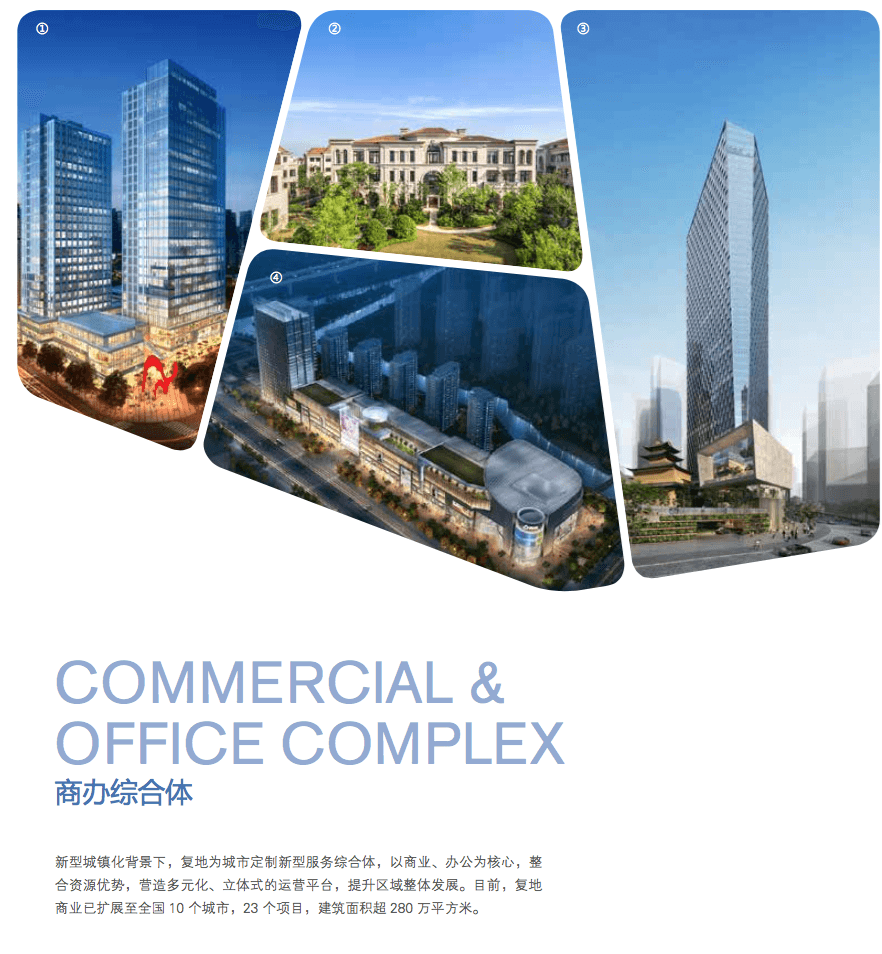 ①
②
③
④
COMMERCIAL &
OFFICE COMPLEX
商办综合体
新型城镇化背景下，复地为城市定制新型服务综合体，以商业、办公为核心，整
合资源优势，营造多元化、立体式的运营平台，提升区域整体发展。目前，复地
商业已扩展至全国 10 个城市，23 个项目，建筑面积超 280 万平方米。